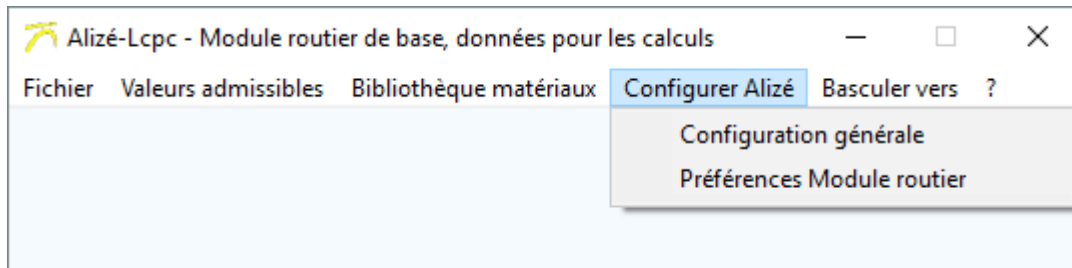 Alizé-Lcpc - Module routier de base, données pour les calculs
Fichier Valeurs admissibles Bibliothèque matériaux Configurer Alizé Basculer vers ?
Configuration générale
Préférences Module routier